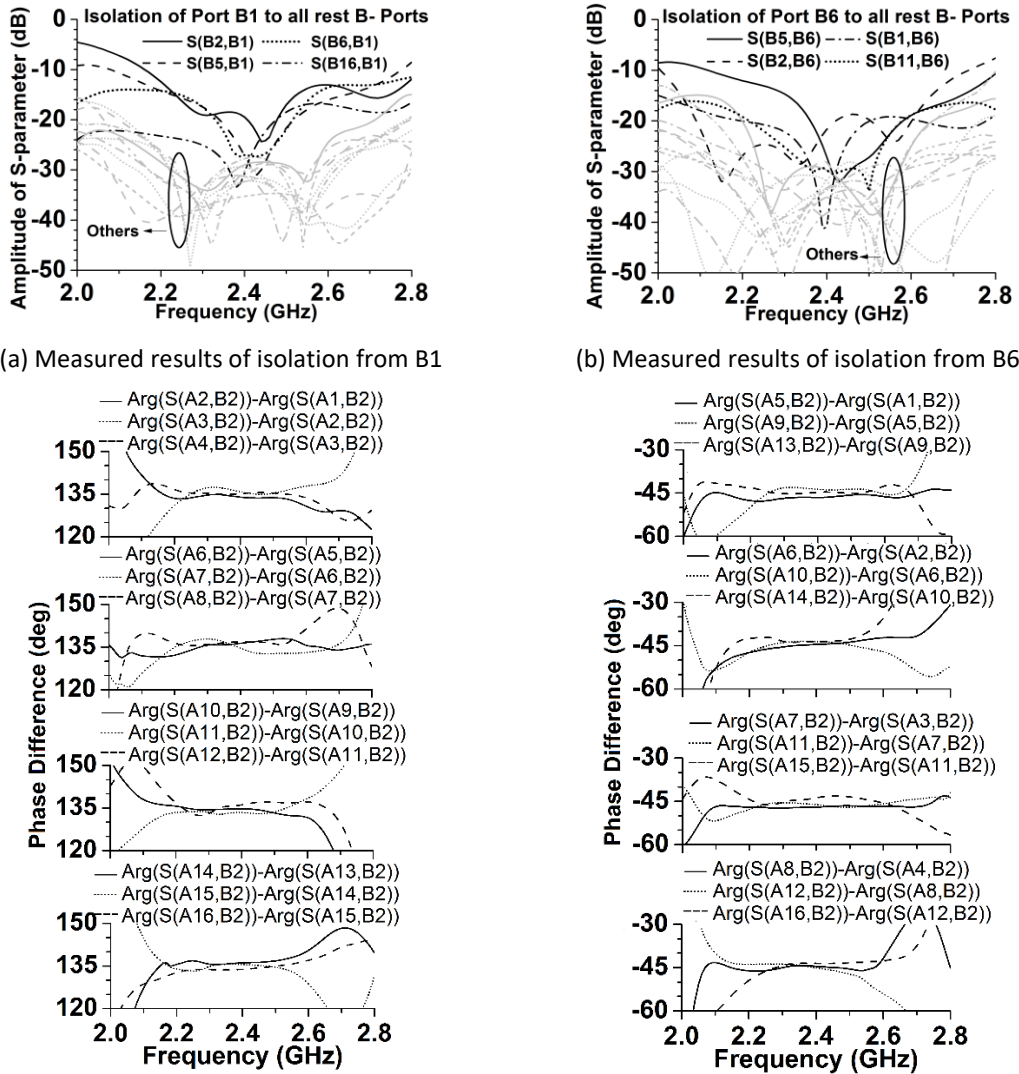 Isolation of Port B1 to all rest B- Ports
S(B2,B1) S(B6,B1)
S(B5,B1) S(B16,B1)
Amplitude of S-parameter (dB)
0
-10
-20
-30
-40
-50
Others
2.0 2.2 2.4 2.6 2.8
Frequency (GHz)
(a) Measured results of isolation from B1
Isolation of Port B6 to all rest B- Ports
S(B5,B6) S(B1,B6)
S(B2,B6) S(B11,B6)
Amplitude of S-parameter (dB)
0
-10
-20
-30
-40
-50
Others
2.0 2.2 2.4 2.6 2.8
Frequency (GHz)
(b) Measured results of isolation from B6
Phase Difference (deg)
Arg(S(A2,B2))-Arg(S(A1,B2))
Arg(S(A3,B2))-Arg(S(A2,B2))
Arg(S(A4,B2))-Arg(S(A3,B2))
150
135
120
Arg(S(A6,B2))-Arg(S(A5,B2))
Arg(S(A7,B2))-Arg(S(A6,B2))
Arg(S(A8,B2))-Arg(S(A7,B2))
150
135
120
Arg(S(A10,B2))-Arg(S(A9,B2))
Arg(S(A11,B2))-Arg(S(A10,B2))
Arg(S(A12,B2))-Arg(S(A11,B2))
150
135
120
Arg(S(A14,B2))-Arg(S(A13,B2))
Arg(S(A15,B2))-Arg(S(A14,B2))
Arg(S(A16,B2))-Arg(S(A15,B2))
150
135
120
2.0 2.2 2.4 2.6 2.8
Frequency (GHz)
Phase Difference (deg)
Arg(S(A5,B2))-Arg(S(A1,B2))
Arg(S(A9,B2))-Arg(S(A5,B2))
Arg(S(A13,B2))-Arg(S(A9,B2))
-30
-45
-60
Arg(S(A6,B2))-Arg(S(A2,B2))
Arg(S(A10,B2))-Arg(S(A6,B2))
Arg(S(A14,B2))-Arg(S(A10,B2))
-30
-45
-60
Arg(S(A7,B2))-Arg(S(A3,B2))
Arg(S(A11,B2))-Arg(S(A7,B2))
Arg(S(A15,B2))-Arg(S(A11,B2))
-30
-45
-60
Arg(S(A8,B2))-Arg(S(A4,B2))
Arg(S(A12,B2))-Arg(S(A8,B2))
Arg(S(A16,B2))-Arg(S(A12,B2))
-30
-45
-60
2.0 2.2 2.4 2.6 2.8
Frequency (GHz)